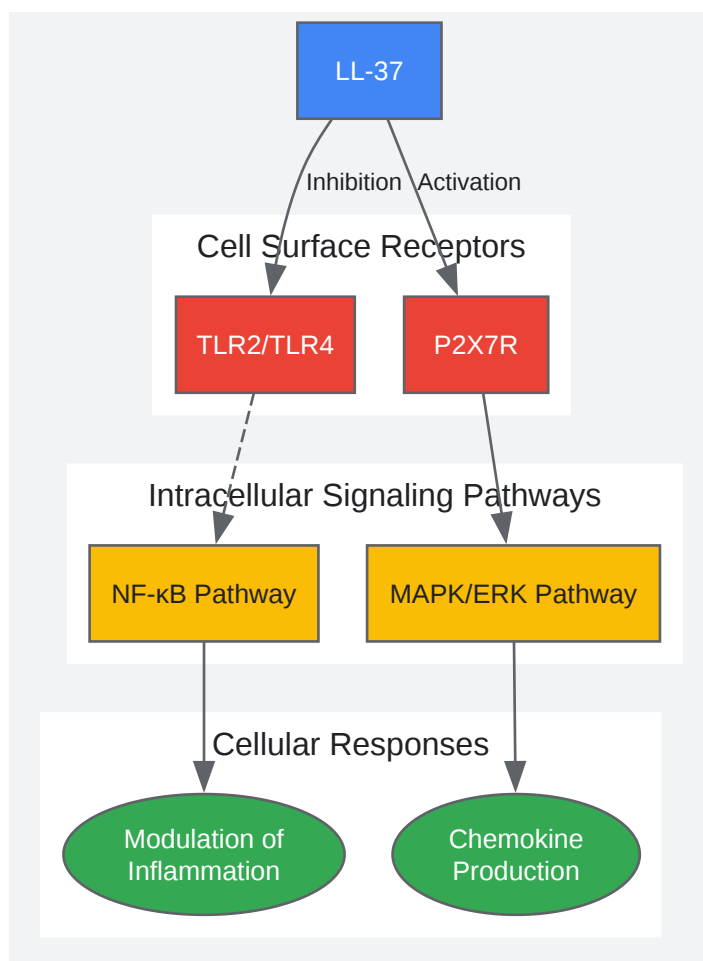 LL-37
Inhibition
Activation
Cell Surface Receptors
TLR2/TLR4
P2X7R
Intracellular Signaling Pathways
NF-κB Pathway
MAPK/ERK Pathway
Cellular Responses
Modulation of
Inflammation
Chemokine
Production